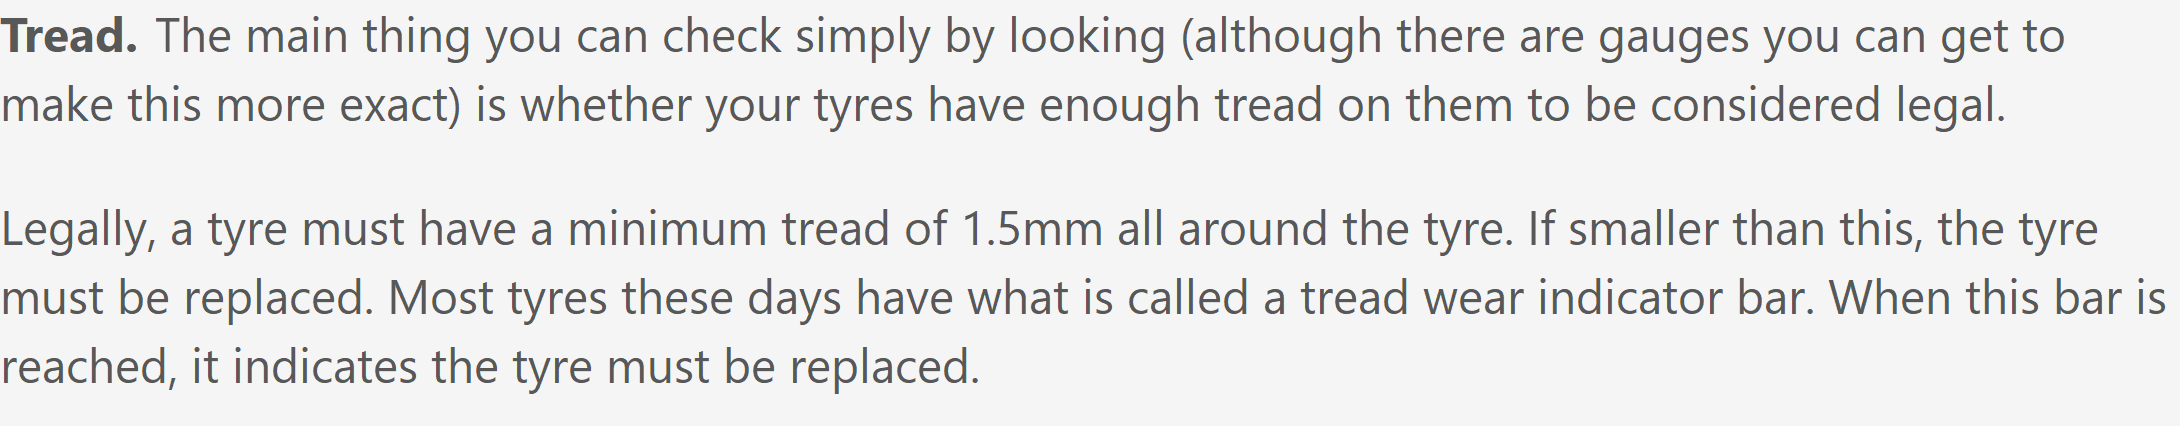 Tread. The main thing you can check simply by looking (although there are gauges you can get to
make this more exact) is whether your tyres have enough tread on them to be considered legal.
Legally, a tyre must have a minimum tread of 1.5mm all around the tyre. If smaller than this, the tyre
must be replaced. Most tyres these days have what is called a tread wear indicator bar. When this bar is
reached, it indicates the tyre must be replaced.